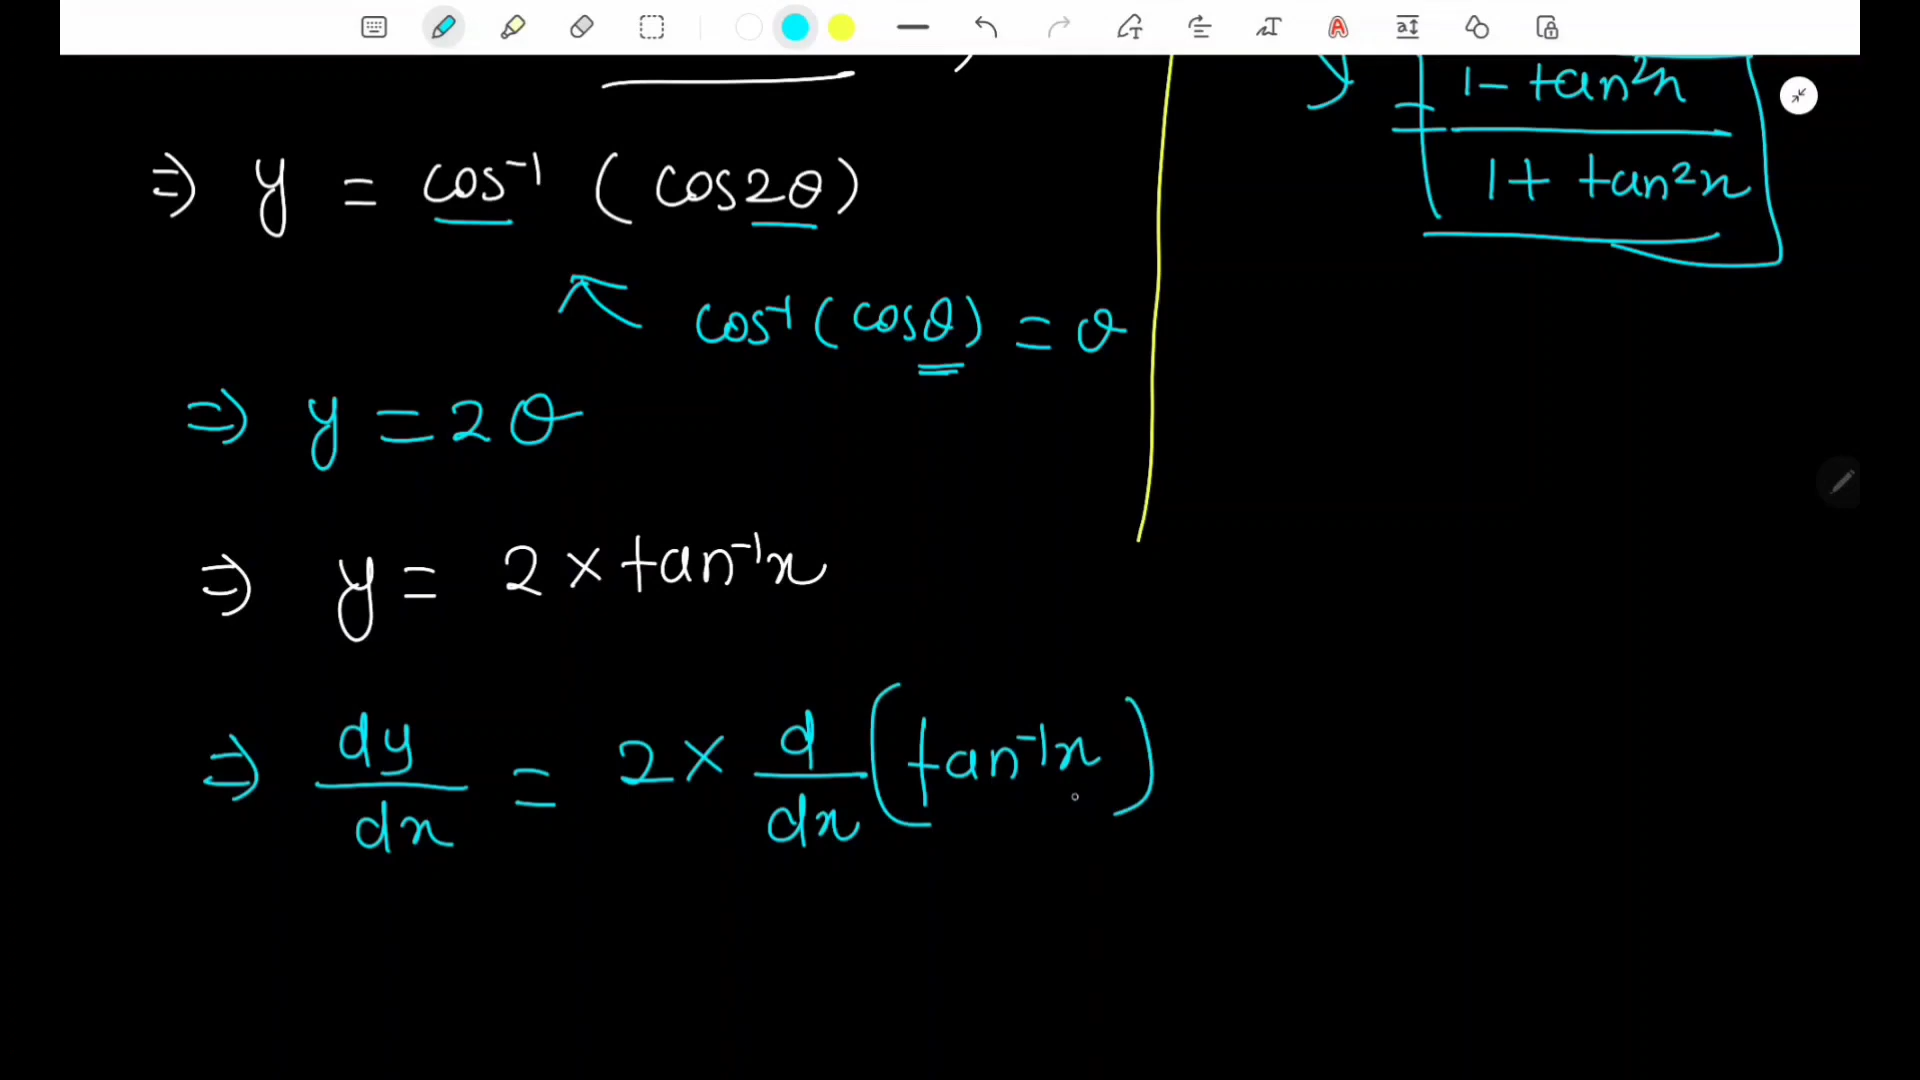 ⇒ y = cos⁻¹ (cos2θ)
cos⁻¹ (cosθ) = θ
⇒ y = 2θ
⇒ y = 2 × tan⁻¹x
⇒ dy/dx = 2 × d/dx (tan⁻¹x)
= 1 - tan²x / 1 + tan²x